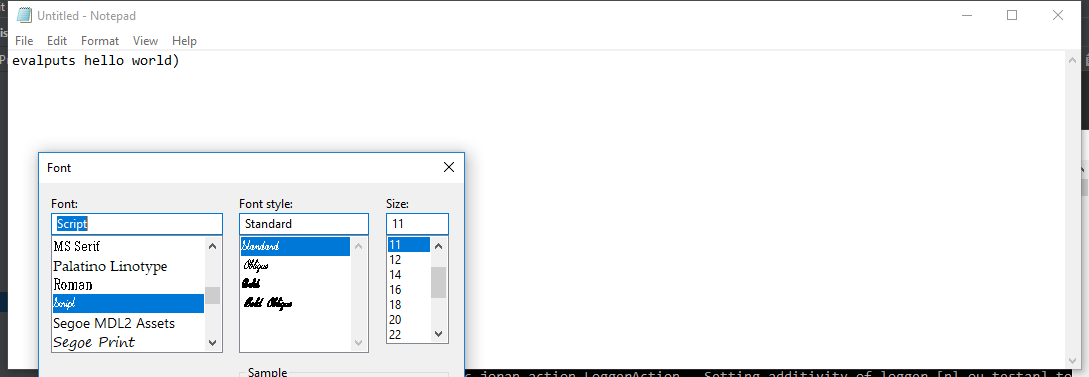 Untitled - Notepad
File Edit Format View Help
evalputs hello world)
Font
Font: Font style: Size:
Script Standard 11
MS Serif Standard 11
Palatino Linotype Oblique 12
Roman Bold 14
Script Bold Oblique 16
Segoe MDL2 Assets 18
Segoe Print 20
22
Sample